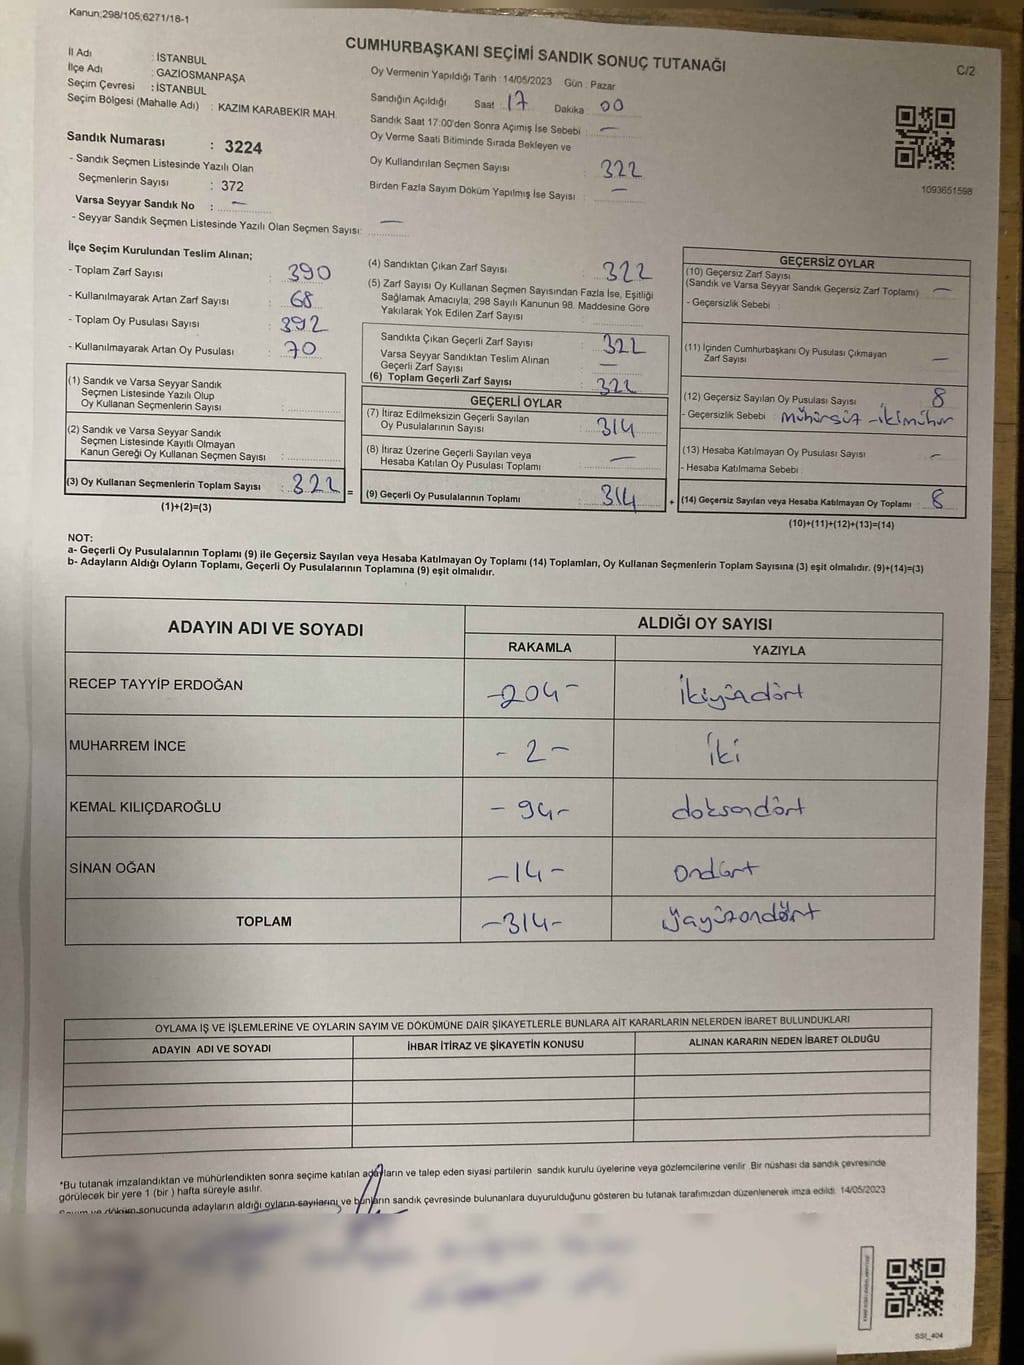 Kanun;298/105;6271/18-1
CUMHURBAŞKANI SEÇİMİ SANDIK SONUÇ TUTANAĞI
C/2
İl Adı : İSTANBUL
İlçe Adı : GAZİOSMANPAŞA
Seçim Çevresi : İSTANBUL
Seçim Bölgesi (Mahalle Adı) : KAZIM KARABEKİR MAH.
Sandık Numarası : 3224
- Sandık Seçmen Listesinde Yazılı Olan
Seçmenlerin Sayısı : 372
Varsa Seyyar Sandık No : —
- Seyyar Sandık Seçmen Listesinde Yazılı Olan Seçmen Sayısı: —
Oy Vermenin Yapıldığı Tarih : 14/05/2023 Gün : Pazar
Sandığın Açıldığı Saat 17 Dakika 00
Sandık Saat 17:00'den Sonra Açımış İse Sebebi : —
Oy Verme Saati Bitiminde Sırada Bekleyen ve
Oy Kullandırılan Seçmen Sayısı : 322
Birden Fazla Sayım Döküm Yapılmış İse Sayısı : —
1093651598
İlçe Seçim Kurulundan Teslim Alınan;
- Toplam Zarf Sayısı : 390
- Kullanılmayarak Artan Zarf Sayısı : 68
- Toplam Oy Pusulası Sayısı : 392
- Kullanılmayarak Artan Oy Pusulası : 70
(1) Sandık ve Varsa Seyyar Sandık
Seçmen Listesinde Yazılı Olup
Oy Kullanan Seçmenlerin Sayısı :
(2) Sandık ve Varsa Seyyar Sandık
Seçmen Listesinde Kayıtlı Olmayan
Kanun Gereği Oy Kullanan Seçmen Sayısı :
(3) Oy Kullanan Seçmenlerin Toplam Sayısı : 322 =
(1)+(2)=(3)
(4) Sandıktan Çıkan Zarf Sayısı : 322
(5) Zarf Sayısı Oy Kullanan Seçmen Sayısından Fazla İse, Eşitliği
Sağlamak Amacıyla; 298 Sayılı Kanunun 98. Maddesine Göre
Yakılarak Yok Edilen Zarf Sayısı :
Sandıkta Çıkan Geçerli Zarf Sayısı : 322
Varsa Seyyar Sandıktan Teslim Alınan
Geçerli Zarf Sayısı : —
(6) Toplam Geçerli Zarf Sayısı : 322
GEÇERLİ OYLAR
(7) İtiraz Edilmeksizin Geçerli Sayılan
Oy Pusulalarının Sayısı : 314
(8) İtiraz Üzerine Geçerli Sayılan veya
Hesaba Katılan Oy Pusulası Toplamı : —
(9) Geçerli Oy Pusulalarının Toplamı : 314 +
GEÇERSİZ OYLAR
(10) Geçersiz Zarf Sayısı
(Sandık ve Varsa Seyyar Sandık Geçersiz Zarf Toplamı) : —
- Geçersizlik Sebebi :
(11) İçinden Cumhurbaşkanı Oy Pusulası Çıkmayan
Zarf Sayısı —
(12) Geçersiz Sayılan Oy Pusulası Sayısı : 8
- Geçersizlik Sebebi : mühürsüz - iki mühür
(13) Hesaba Katılmayan Oy Pusulası Sayısı : —
- Hesaba Katılmama Sebebi :
(14) Geçersiz Sayılan veya Hesaba Katılmayan Oy Toplamı : 8
(10)+(11)+(12)+(13)=(14)
NOT:
a- Geçerli Oy Pusulalarının Toplamı (9) ile Geçersiz Sayılan veya Hesaba Katılmayan Oy Toplamı (14) Toplamları, Oy Kullanan Seçmenlerin Toplam Sayısına (3) eşit olmalıdır. (9)+(14)=(3)
b- Adayların Aldığı Oyların Toplamı, Geçerli Oy Pusulalarının Toplamına (9) eşit olmalıdır.
ADAYIN ADI VE SOYADI
ALDIĞI OY SAYISI
RAKAMLA YAZIYLA
RECEP TAYYİP ERDOĞAN -204- ikiyüzdört
MUHARREM İNCE - 2 - iki
KEMAL KILIÇDAROĞLU - 94- doksandört
SİNAN OĞAN -14- ondört
TOPLAM -314- üçyüzondört
OYLAMA İŞ VE İŞLEMLERİNE VE OYLARIN SAYIM VE DÖKÜMÜNE DAİR ŞİKAYETLERLE BUNLARA AİT KARARLARIN NELERDEN İBARET BULUNDUKLARI
ADAYIN ADI VE SOYADI İHBAR İTİRAZ VE ŞİKAYETİN KONUSU ALINAN KARARIN NEDEN İBARET OLDUĞU
*Bu tutanak imzalandıktan ve mühürlendikten sonra seçime katılan adayların ve talep eden siyasi partilerin sandık kurulu üyelerine veya gözlemcilerine verilir. Bir nüshası da sandık çevresinde
görülecek bir yere 1 (bir ) hafta süreyle asılır.
Sayım ve döküm sonucunda adayların aldığı oyların sayılarını ve bunların sandık çevresinde bulunanlara duyurulduğunu gösteren bu tutanak tarafımızdan düzenlenerek imza edildi. 14/05/2023
SSI_404